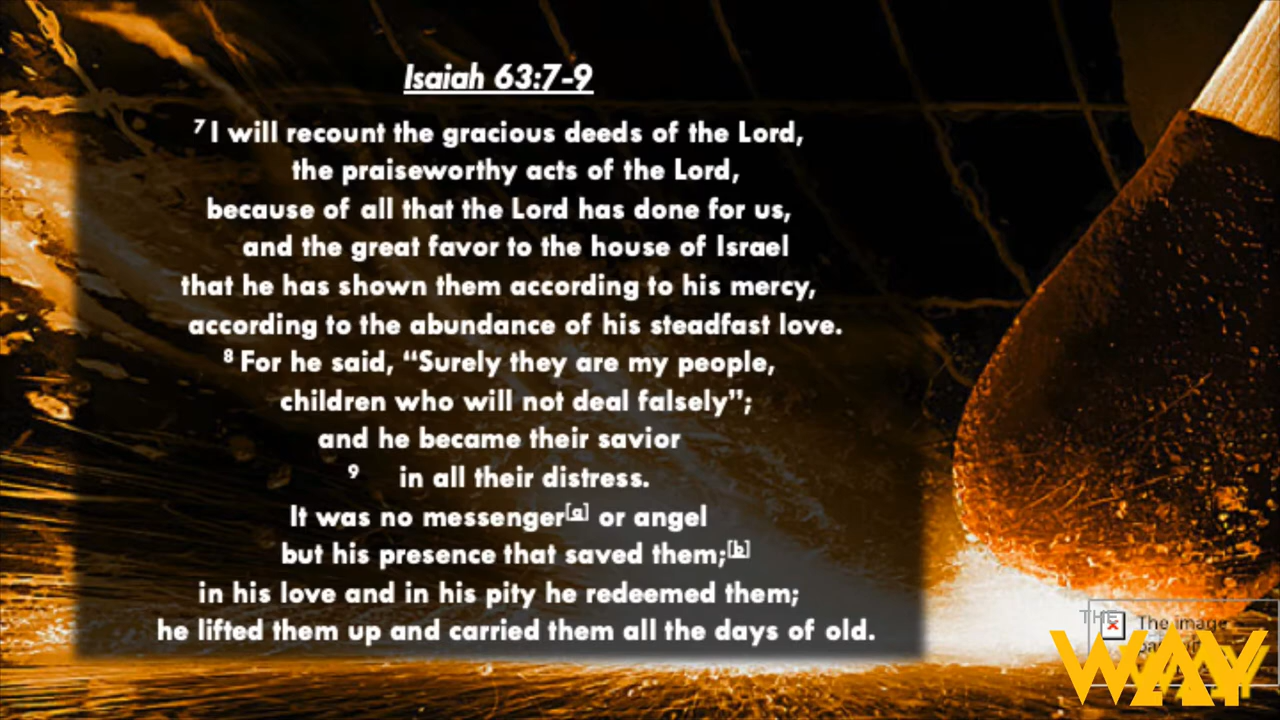 Isaiah 63:7-9
7 I will recount the gracious deeds of the Lord,
the praiseworthy acts of the Lord,
because of all that the Lord has done for us,
and the great favor to the house of Israel
that he has shown them according to his mercy,
according to the abundance of his steadfast love.
8 For he said, “Surely they are my people,
children who will not deal falsely”;
and he became their savior
9 in all their distress.
It was no messenger[a] or angel
but his presence that saved them;[b]
in his love and in his pity he redeemed them;
he lifted them up and carried them all the days of old.
THE
The image
WAY